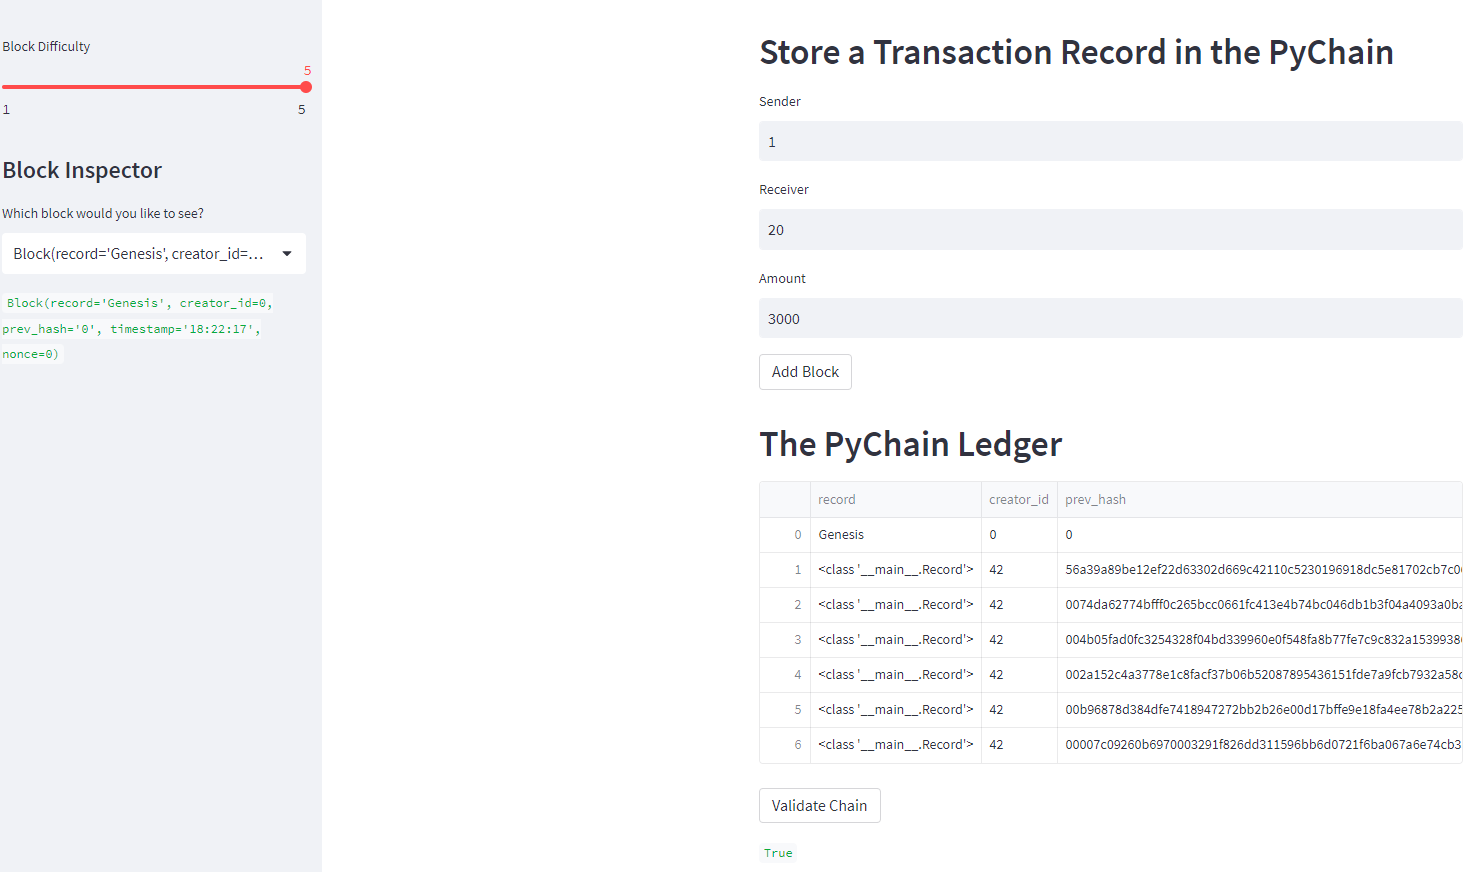 Block Difficulty
5
1 5
Block Inspector
Which block would you like to see?
Block(record='Genesis', creator_id=...
Block(record='Genesis', creator_id=0,
prev_hash='0', timestamp='18:22:17',
nonce=0)
Store a Transaction Record in the PyChain
Sender
1
Receiver
20
Amount
3000
Add Block
The PyChain Ledger
record creator_id prev_hash
0 Genesis 0 0
1 <class '__main__.Record'> 42 56a39a89be12ef22d63302d669c42110c5230196918dc5e81702cb7c0
2 <class '__main__.Record'> 42 0074da62774bfff0c265bcc0661fc413e4b74bc046db1b3f04a4093a0ba
3 <class '__main__.Record'> 42 004b05fad0fc3254328f04bd339960e0f548fa8b77fe7c9c832a1539938
4 <class '__main__.Record'> 42 002a152c4a3778e1c8facf37b06b52087895436151fde7a9fcb7932a58
5 <class '__main__.Record'> 42 00b96878d384dfe7418947272bb2b26e00d17bffe9e18fa4ee78b2a225
6 <class '__main__.Record'> 42 00007c09260b6970003291f826dd311596bb6d0721f6ba067a6e74cb3
Validate Chain
True